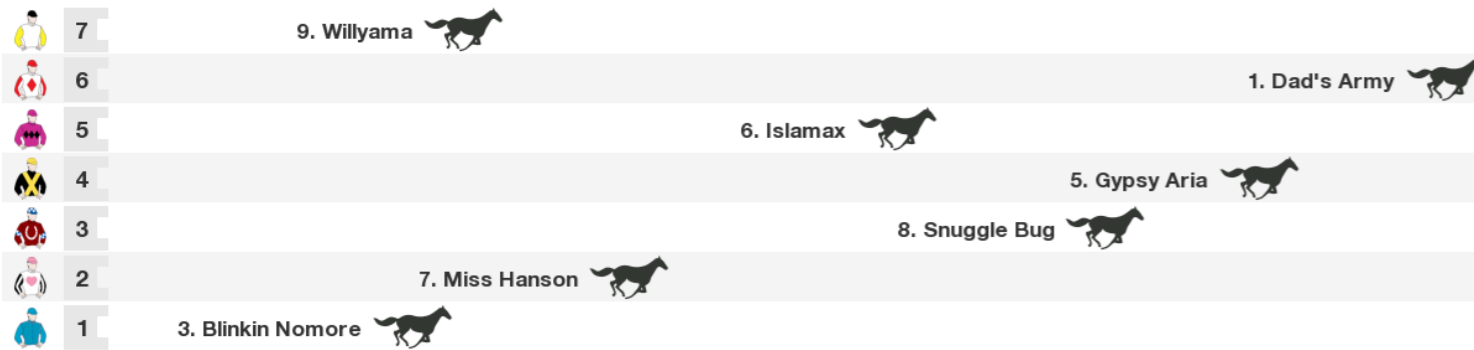 7 9. Willyama
6 1. Dad's Army
5 6. Islamax
4 5. Gypsy Aria
3 8. Snuggle Bug
2 7. Miss Hanson
1 3. Blinkin Nomore